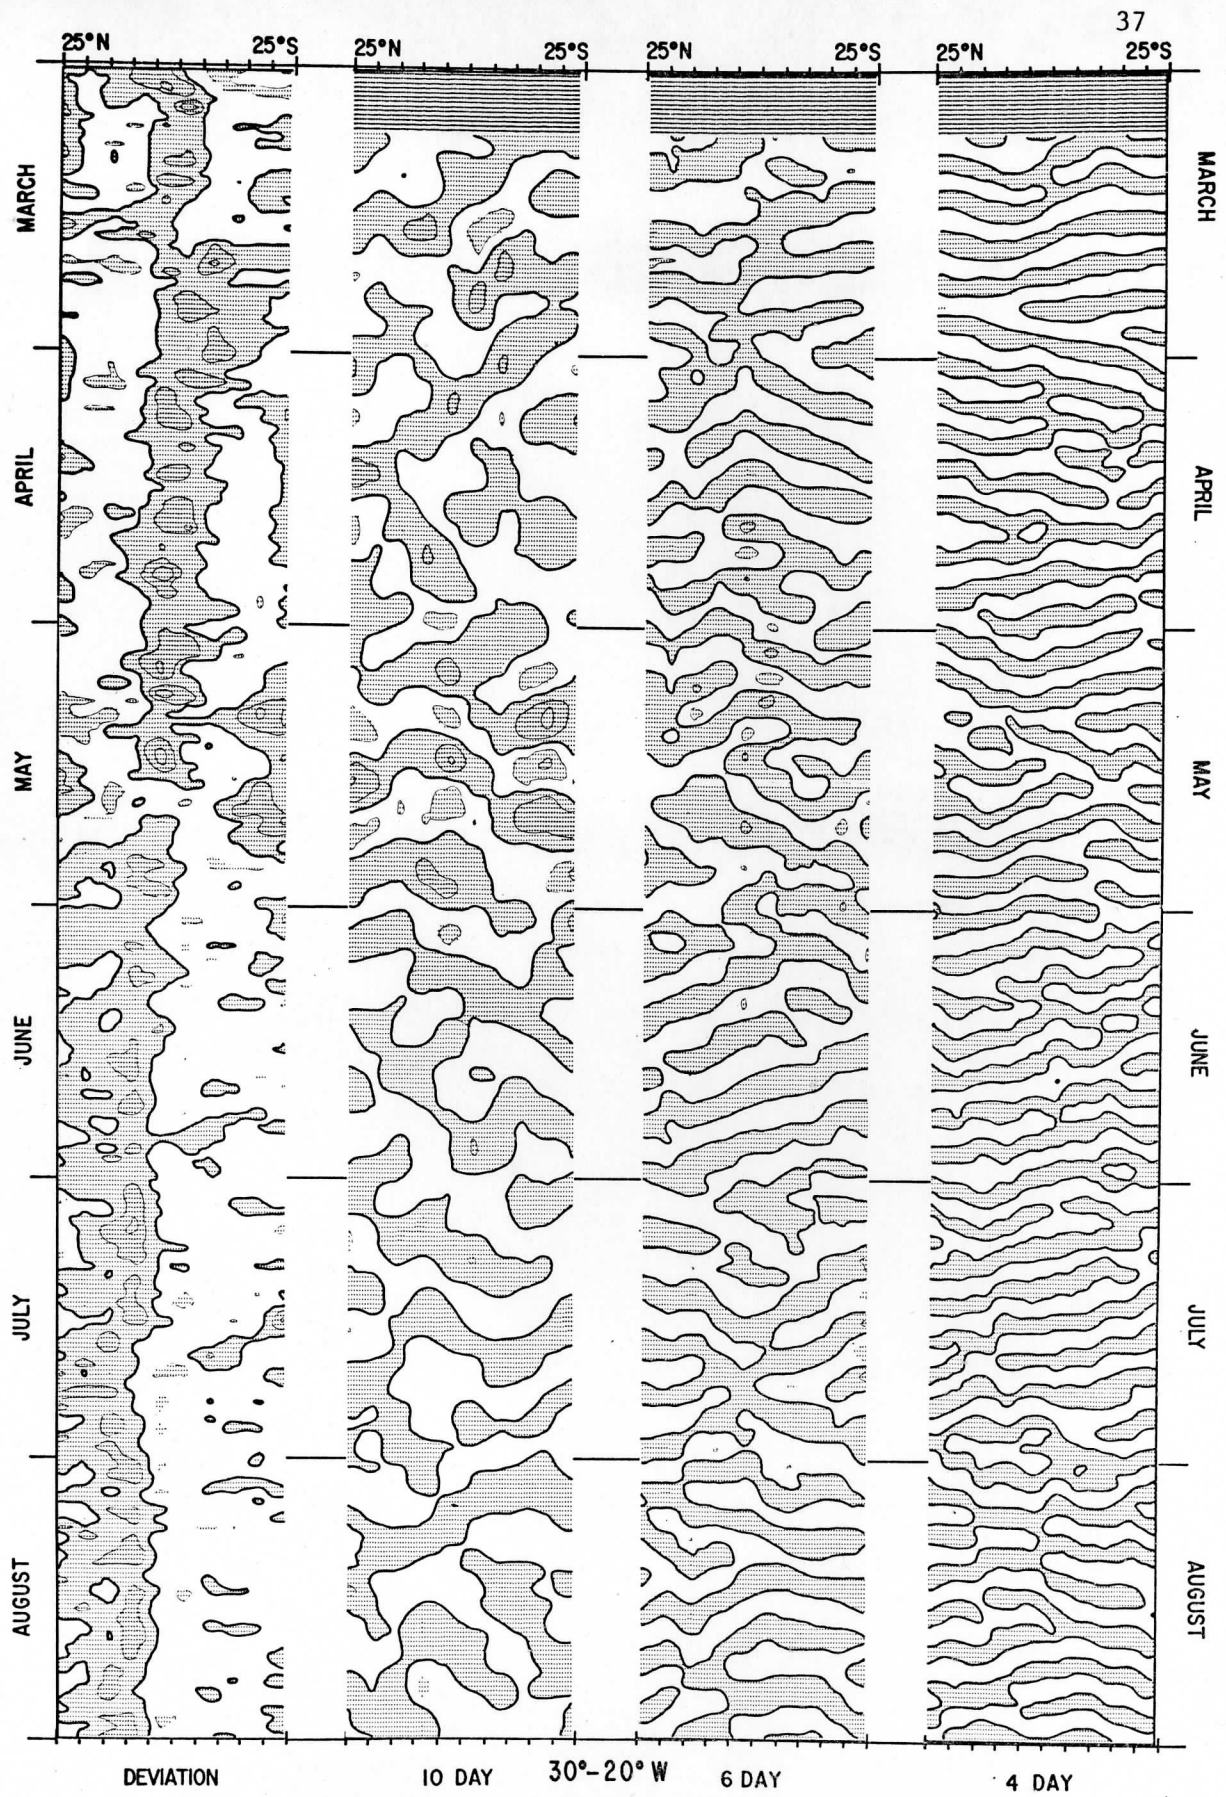 37
25°N 25°S 25°N 25°S 25°N 25°S 25°N 25°S
MARCH MARCH
APRIL APRIL
MAY MAY
JUNE JUNE
JULY JULY
AUGUST AUGUST
DEVIATION 10 DAY 30°-20°W 6 DAY 4 DAY